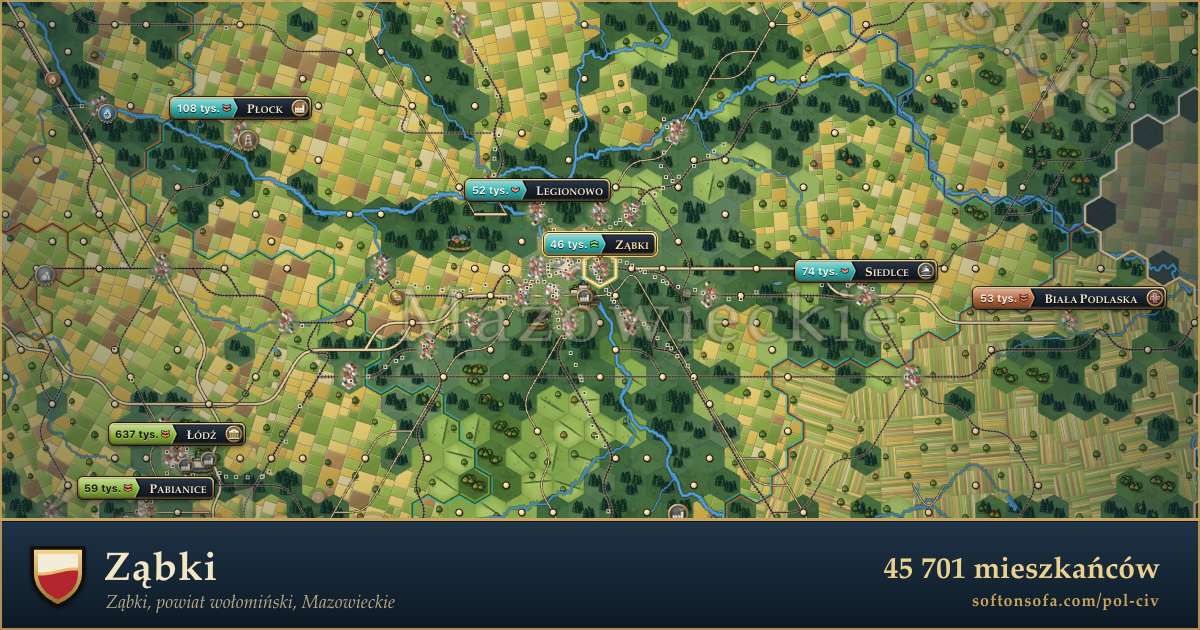 108 tys. Płock
52 tys. Legionowo
46 tys. Ząbki
74 tys. Siedlce
53 tys. Biała Podlaska
Mazowieckie
637 tys. Łódź
59 tys. Pabianice
Ząbki
45 701 mieszkańców
Ząbki, powiat wołomiński, Mazowieckie
softonsofa.com/pol-civ